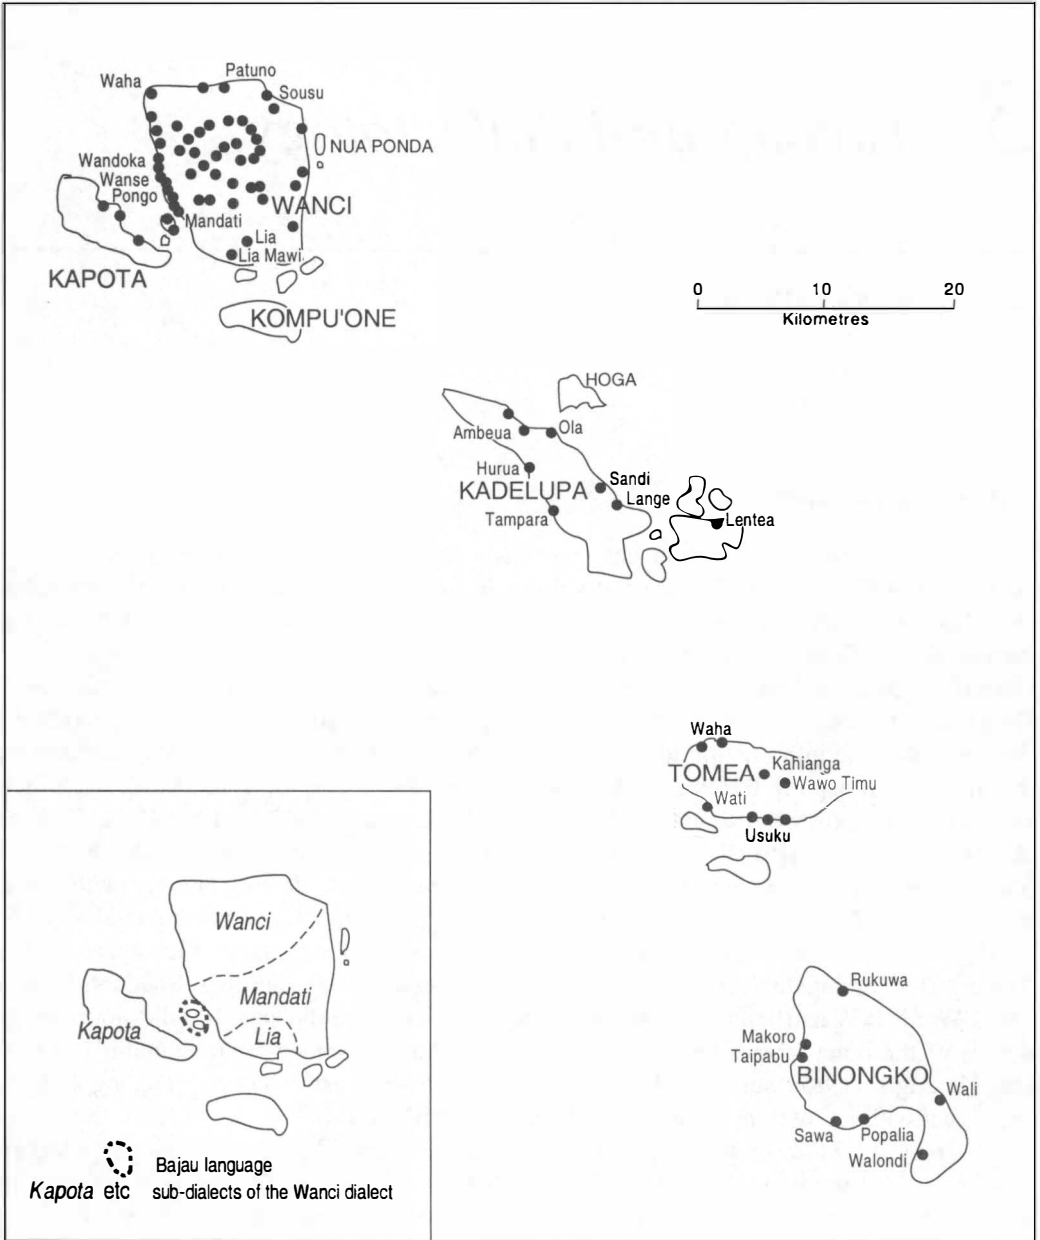 Patuno
Waha
Sousu
NUA PONDA
Wandoka
Wanse
Pongo
WANCI
Mandati
Lia
Lia Mawi
KAPOTA
KOMPU'ONE
0 10 20
Kilometres
HOGA
Ambeua
Ola
Hurua
Sandi
KADELUPA
Lange
Tampara
Lentea
Waha
Kahianga
TOMEA
Wawo Timu
Wati
Usuku
Wanci
Mandati
Kapota
Lia
Rukuwa
Makoro
Taipabu
BINONGKO
Wali
Sawa
Popalia
Walondi
Bajau language
Kapota etc sub-dialects of the Wanci dialect